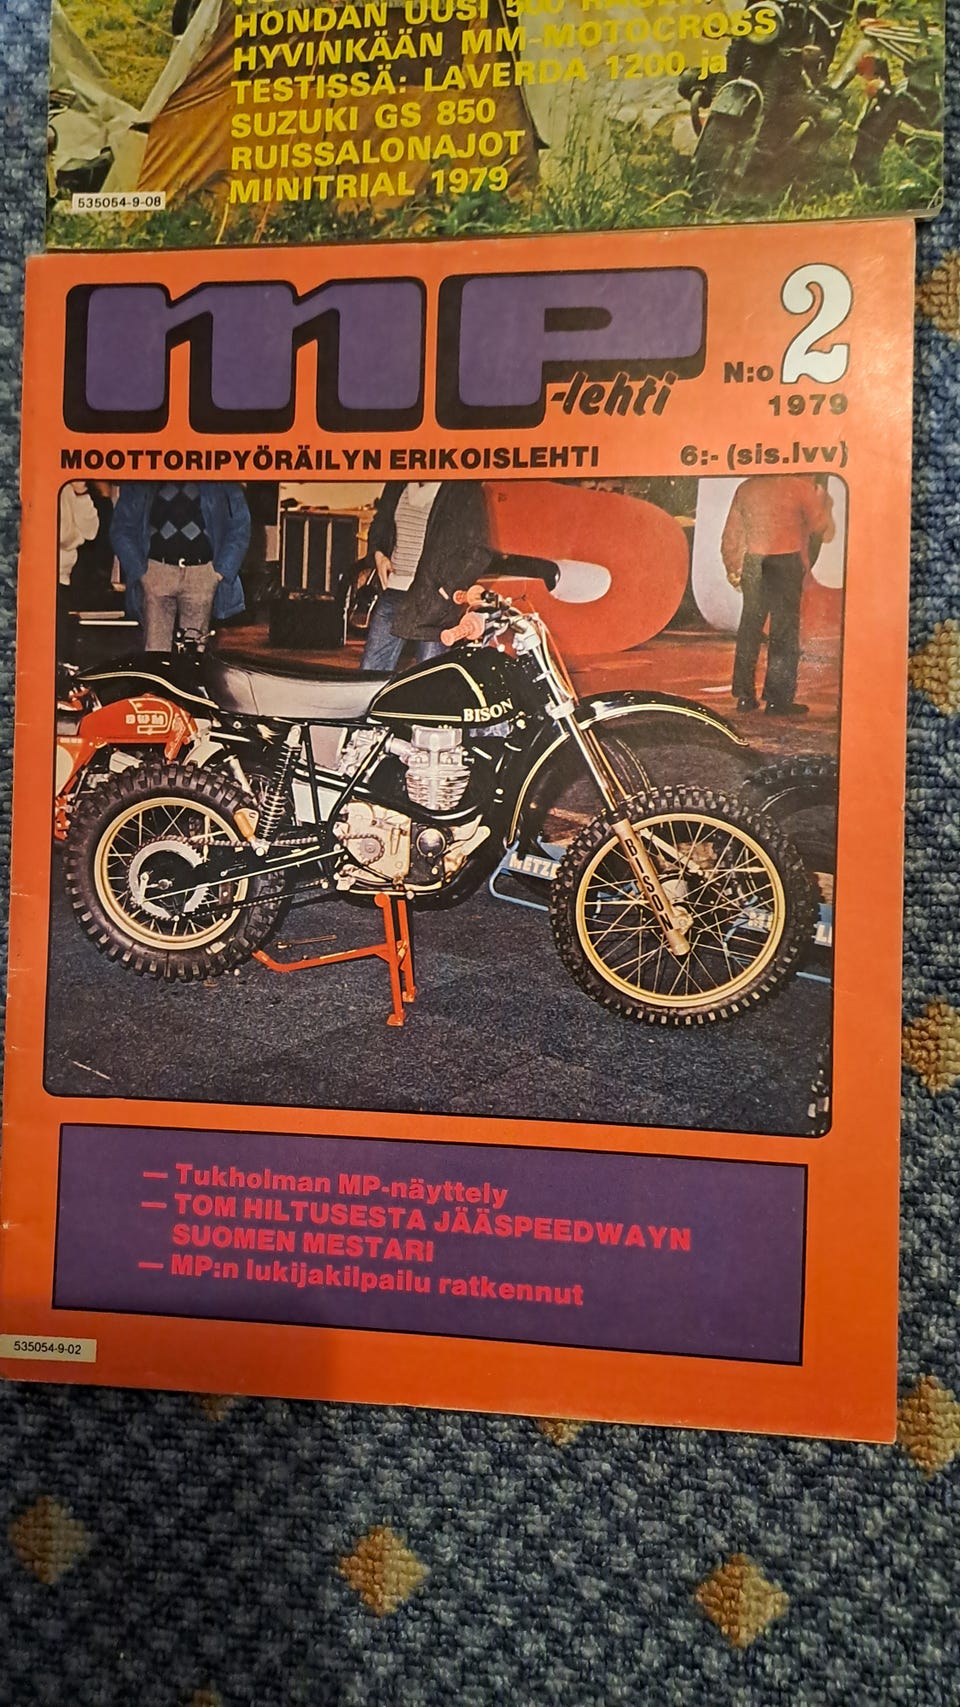 HONDAN UUSI 500
HYVINKÄÄN MM-MOTOCROSS
TESTISSÄ: LAVERDA 1200 ja
SUZUKI GS 850
RUISSALONAJOT
MINITRIAL 1979
535054-9-08
mp
-lehti
N:o 2
1979
MOOTTORIPYÖRÄILYN ERIKOISLEHTI
6:- (sis.lvv)
BISON
SWM
BISON
METZ
— Tukholman MP-näyttely
— TOM HILTUSESTA JÄÄSPEEDWAYN
SUOMEN MESTARI
— MP:n lukijakilpailu ratkennut
535054-9-02